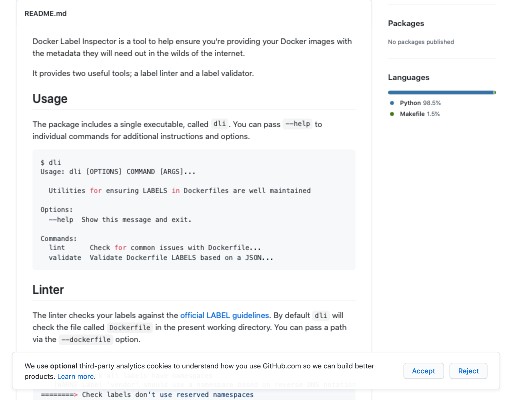 README.md
Docker Label Inspector is a tool to help ensure you're providing your Docker images with
the metadata they will need out in the wilds of the internet.
It provides two useful tools; a label linter and a label validator.
Usage
The package includes a single executable, called dli. You can pass --help to
individual commands for additional instructions and options.
$ dli
Usage: dli [OPTIONS] COMMAND [ARGS]...
Utilities for ensuring LABELS in Dockerfiles are well maintained
Options:
--help  Show this message and exit.
Commands:
lint      Check for common issues with Dockerfile...
validate  Validate Dockerfile LABELS based on a JSON...
Linter
The linter checks your labels against the official LABEL guidelines. By default dli will
check the file called Dockerfile in the present working directory. You can pass a path
via the --dockerfile option.
Packages
No packages published
Languages
Python 98.5%
Makefile 1.5%
We use optional third-party analytics cookies to understand how you use GitHub.com so we can build better
products. Learn more.
Accept
Reject
========> Check labels don't use reserved namespaces